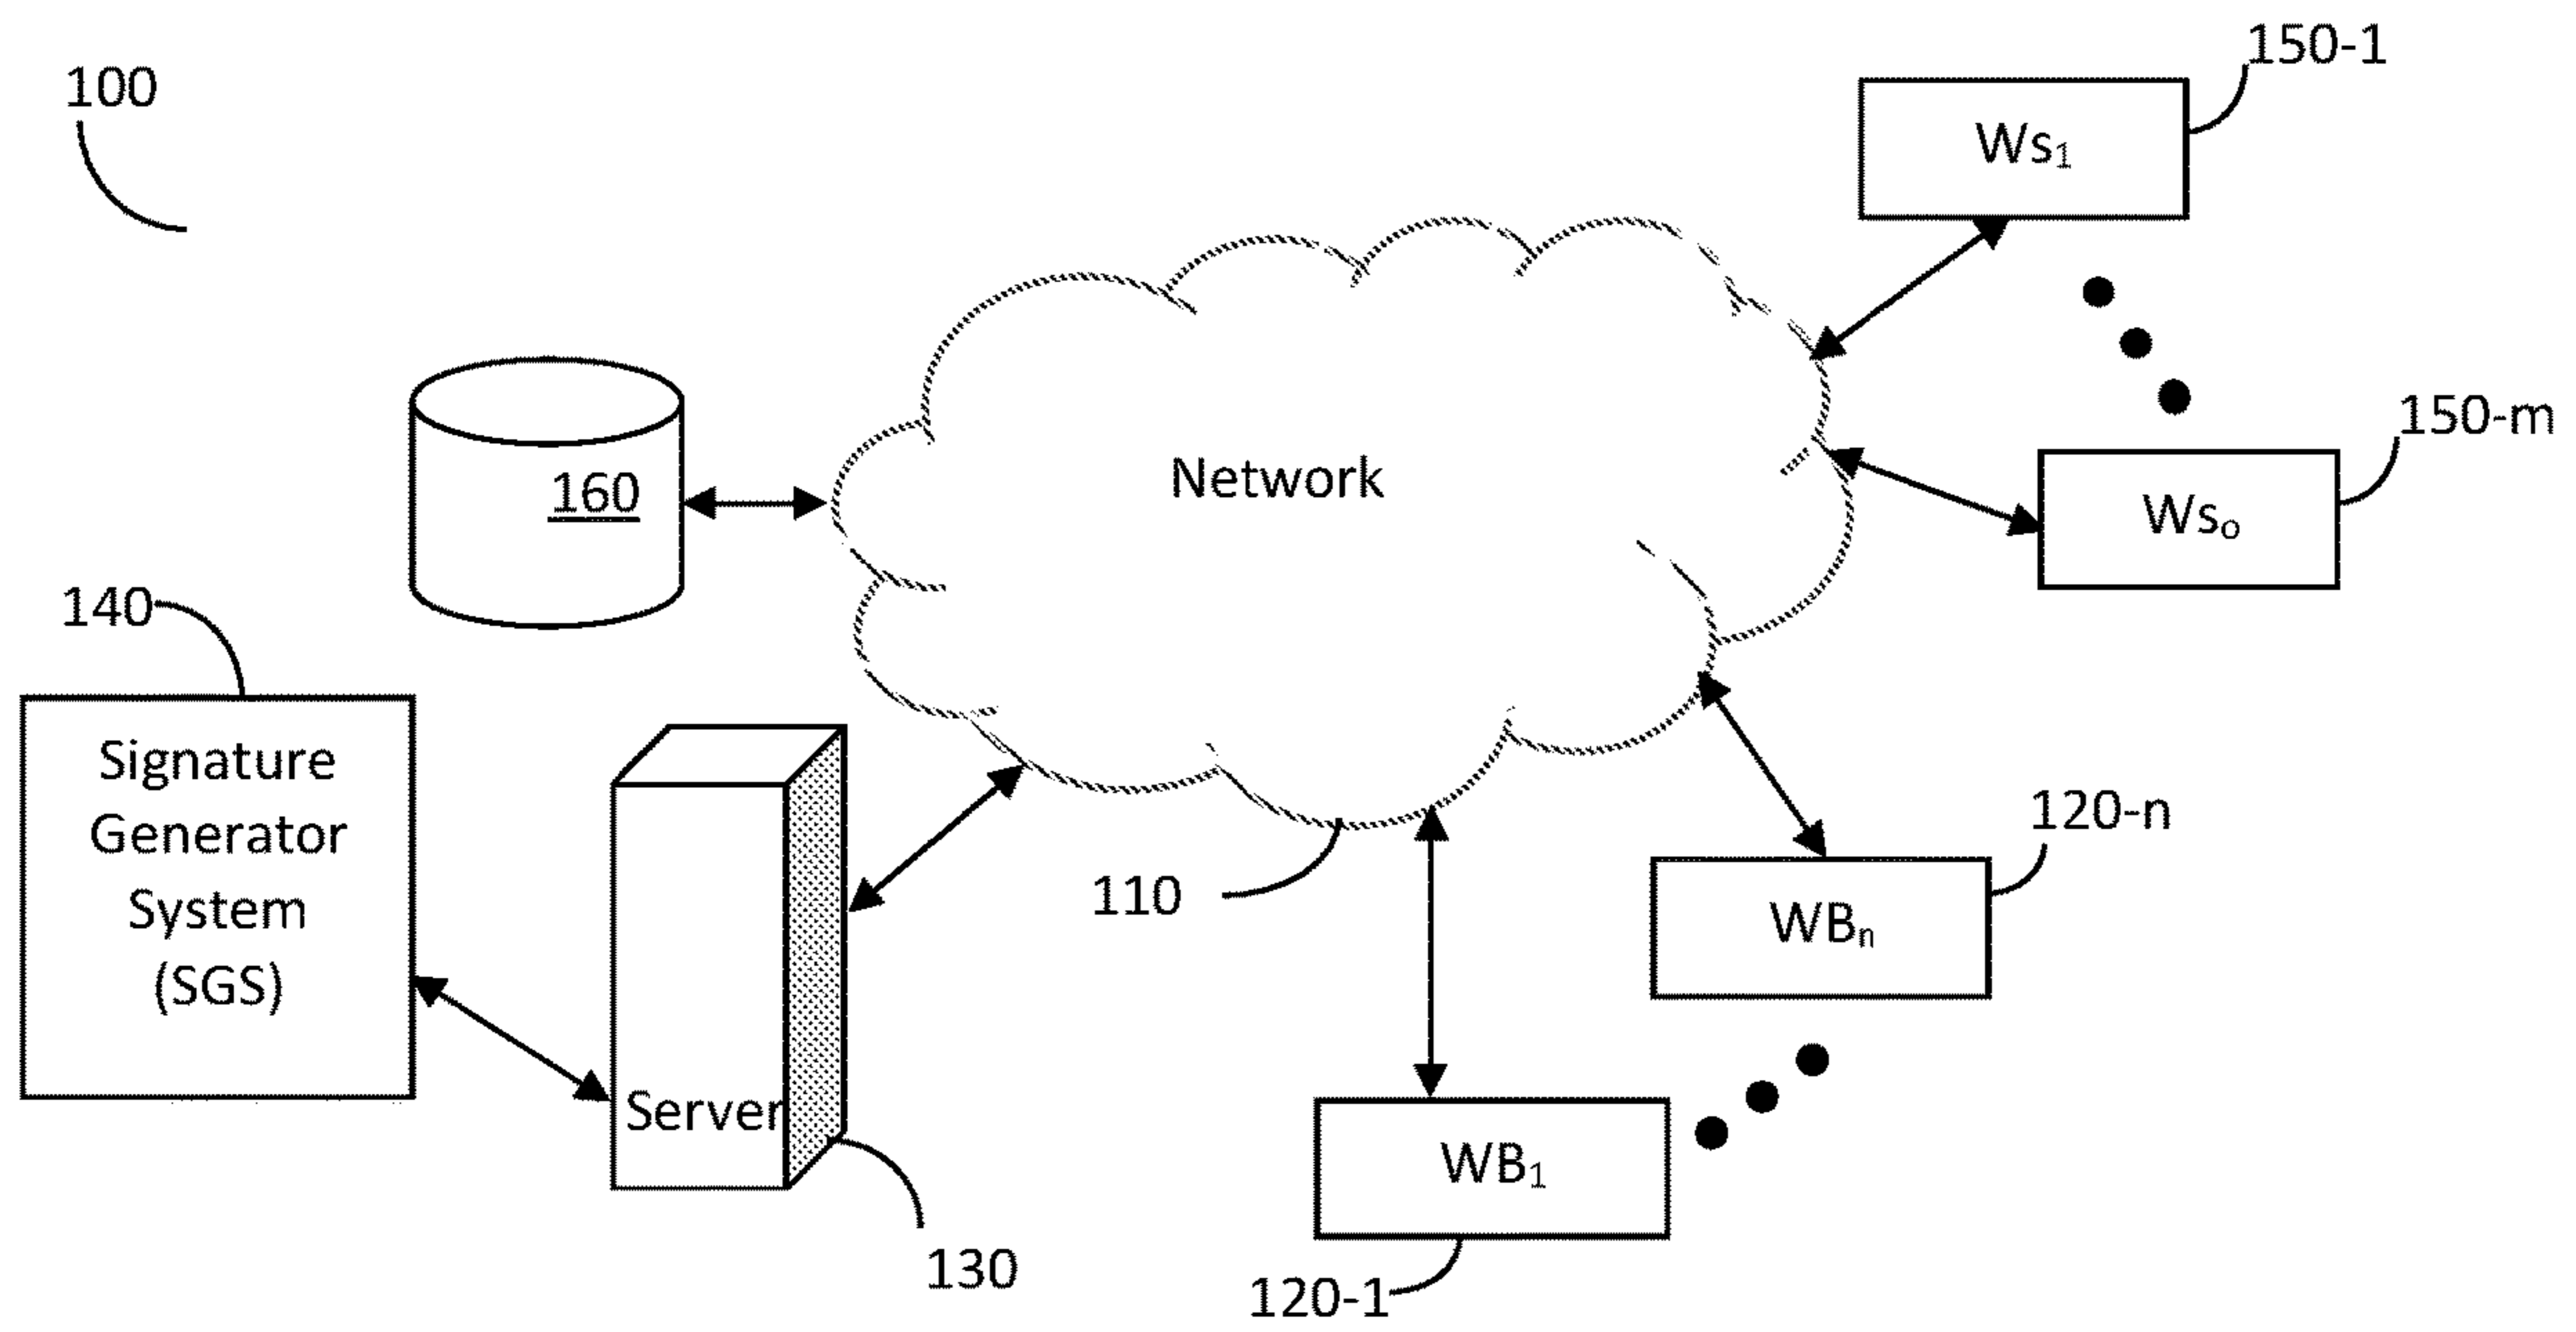 100
150-1
Ws₁
150-m
Wsₒ
Network
160
140
Signature
Generator
System
(SGS)
Server
130
110
120-n
WBₙ
WB₁
120-1